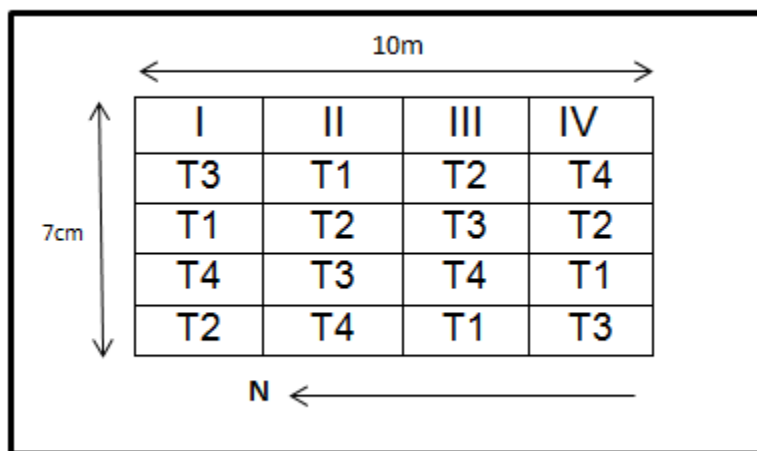 10m
I II III IV
T3 T1 T2 T4
7cm T1 T2 T3 T2
T4 T3 T4 T1
T2 T4 T1 T3
N